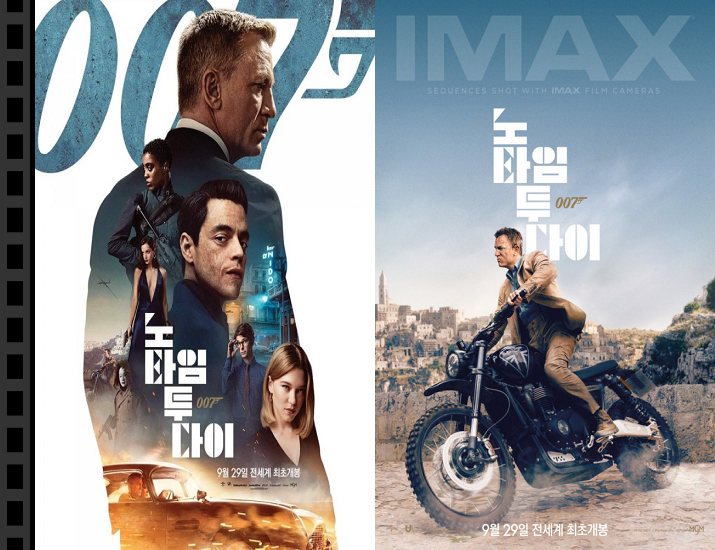 007
노
타임
투
다이
007
9월 29일 전세계 최초개봉
IMAX
SEQUENCES SHOT WITH IMAX FILM CAMERAS
노
타임
투
다이
007
9월 29일 전세계 최초개봉
MGM